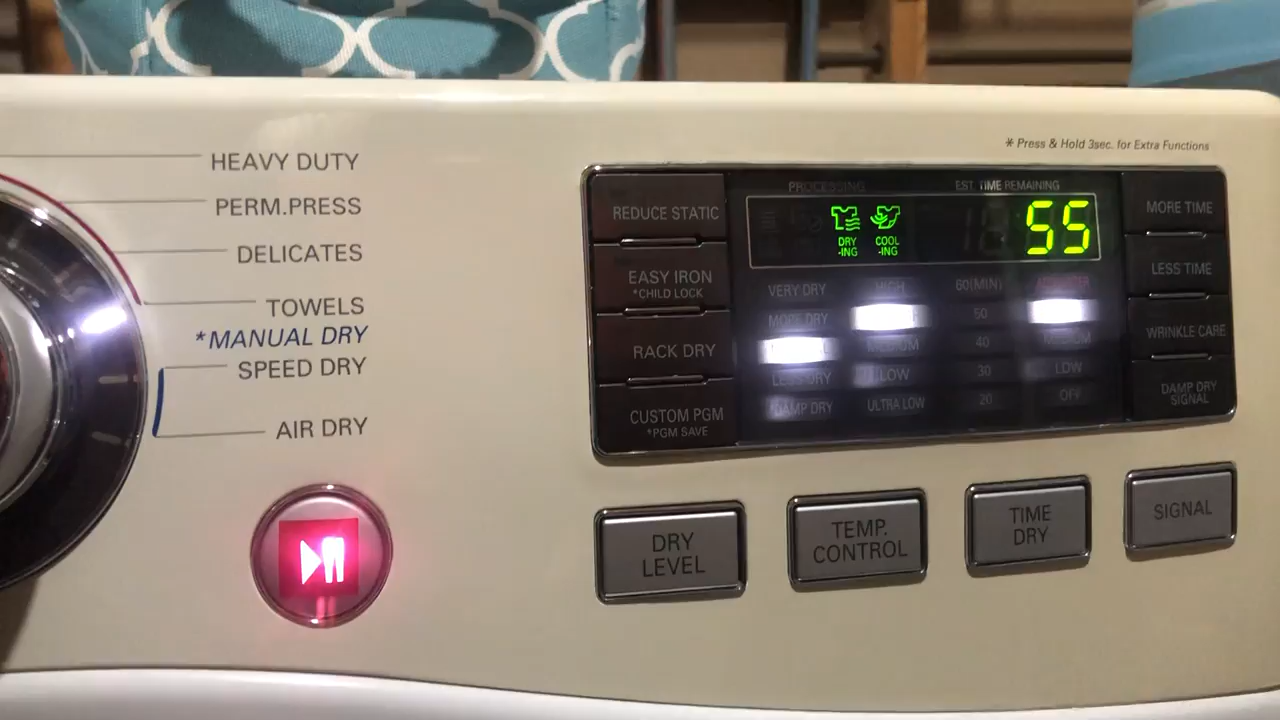 HEAVY DUTY
PERM.PRESS
DELICATES
TOWELS
*MANUAL DRY
SPEED DRY
AIR DRY
* Press & Hold 3sec. for Extra Functions
REDUCE STATIC
EASY IRON
*CHILD LOCK
RACK DRY
CUSTOM PGM
*PGM SAVE
PROCESSING
EST. TIME REMAINING
DRY
-ING
COOL
-ING
55
VERY DRY
MORE DRY
LESS DRY
DAMP DRY
HIGH
MEDIUM
LOW
ULTRA LOW
60(MIN)
50
40
30
20
MEDIUM
LOW
OFF
MORE TIME
LESS TIME
WRINKLE CARE
DAMP DRY
SIGNAL
DRY
LEVEL
TEMP.
CONTROL
TIME
DRY
SIGNAL